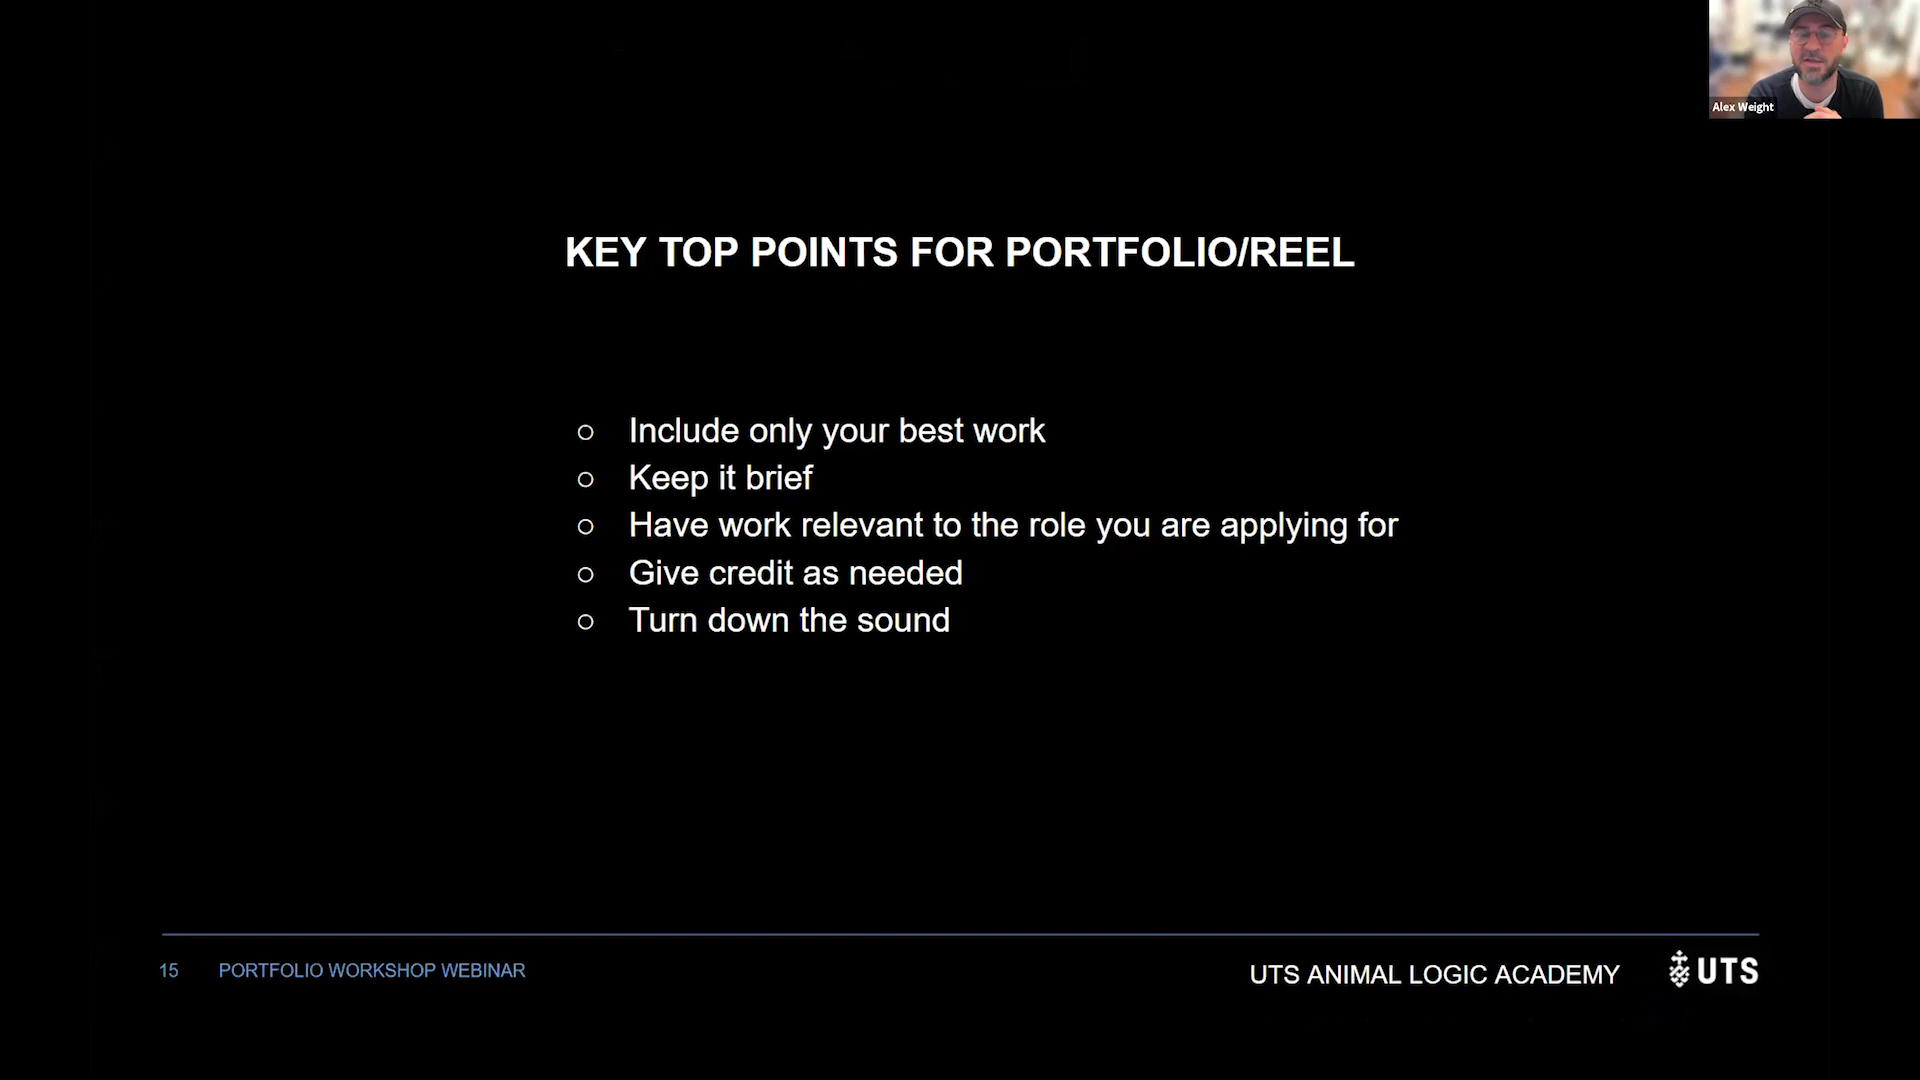 Alex Weight
KEY TOP POINTS FOR PORTFOLIO/REEL
Include only your best work
Keep it brief
Have work relevant to the role you are applying for
Give credit as needed
Turn down the sound
15 PORTFOLIO WORKSHOP WEBINAR
UTS ANIMAL LOGIC ACADEMY
UTS